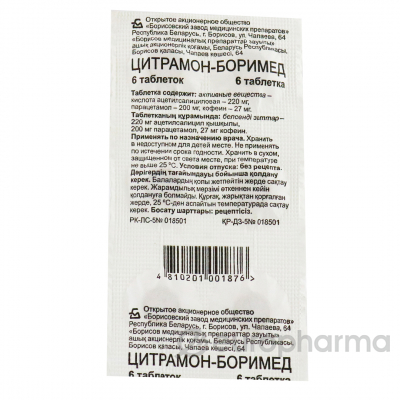 Открытое акционерное общество
«Борисовский завод медицинских препаратов»
Республика Беларусь, г. Борисов, ул. Чапаева, 64
«Борисов медициналық препараттар зауыты»
ашық акционерлік қоғамы, Беларусь Республикасы,
Борисов қаласы, Чапаев көшесі, 64
ЦИТРАМОН-БОРИМЕД
6 таблеток 6 таблетка
Таблетка содержит: активные вещества –
кислота ацетилсалициловая – 220 мг,
парацетамол – 200 мг, кофеин – 27 мг.
Таблетканың құрамында: белсенді заттар –
220 мг ацетилсалицил қышқылы,
200 мг парацетамол, 27 мг кофеин.
Применять по назначению врача. Хранить
в недоступном для детей месте. Не применять
по истечении срока годности. Хранить в сухом,
защищенном от света месте, при температуре
не выше 25 °С. Условия отпуска: без рецепта.
Дәрігердің тағайындауы бойынша қолдану
керек. Балалардың қолы жетпейтін жерде сақтау
керек. Жарамдылық мерзімі өткеннен кейін
қолдануға болмайды. Құрғақ, жарықтан қорғалған
жерде, 25 °С-ден аспайтын температурада сақтау
керек. Босату шарттары: рецептісіз.
РК-ЛС-5№ 018501 ҚР-ДЗ-5№ 018501
4 810201 001876
Открытое акционерное общество
«Борисовский завод медицинских препаратов»
Республика Беларусь, г. Борисов, ул. Чапаева, 64
«Борисов медициналық препараттар зауыты»
ашық акционерлік қоғамы, Беларусь Республикасы,
Борисов қаласы, Чапаев көшесі, 64
ЦИТРАМОН-БОРИМЕД
6 таблеток 6 таблетка